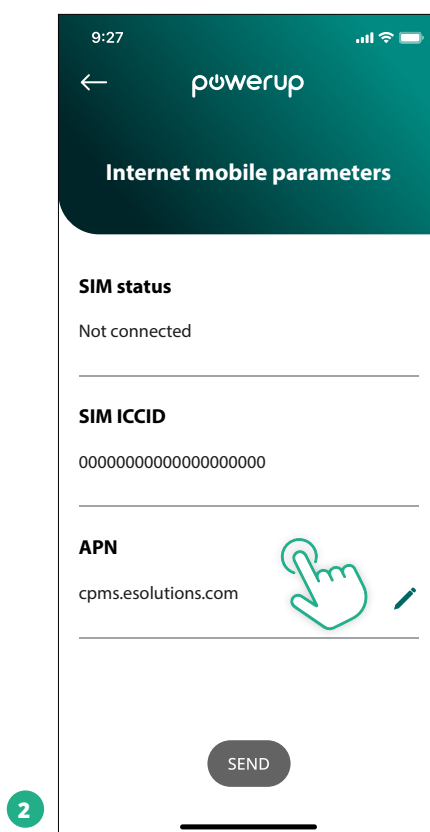 9:27
powerup
Internet mobile parameters
SIM status
Not connected
SIM ICCID
00000000000000000000
APN
cpms.esolutions.com
SEND
2